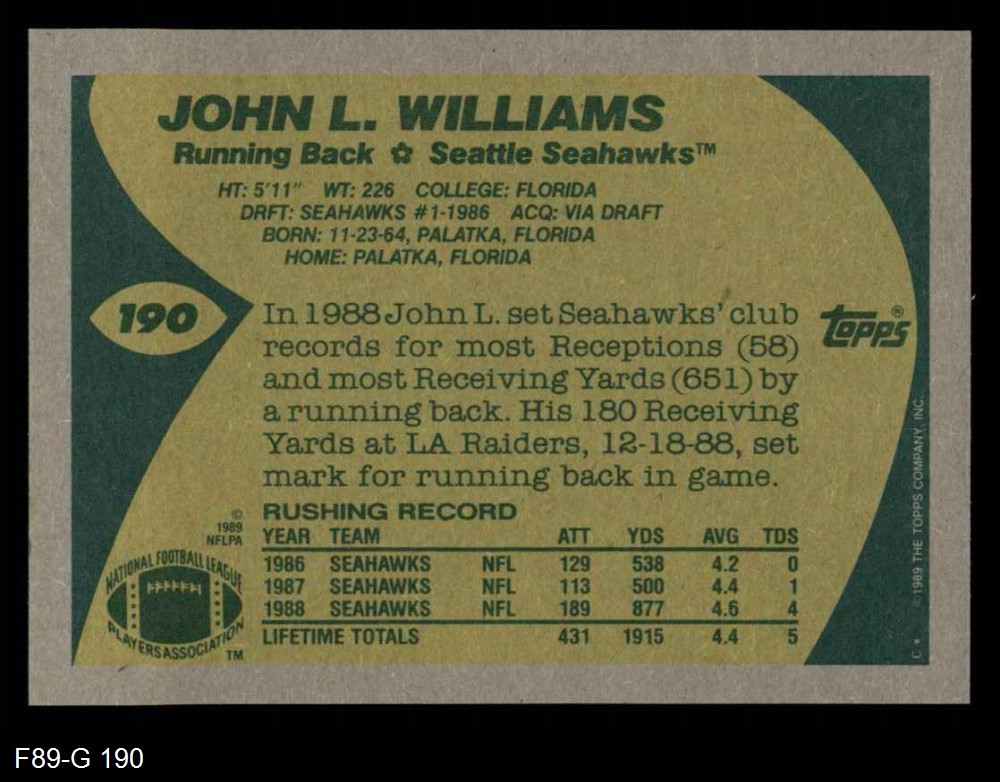 JOHN L. WILLIAMS
Running Back ✿ Seattle Seahawks™
HT: 5'11" WT: 226 COLLEGE: FLORIDA
DRFT: SEAHAWKS #1-1986 ACQ: VIA DRAFT
BORN: 11-23-64, PALATKA, FLORIDA
HOME: PALATKA, FLORIDA
190
In 1988 John L. set Seahawks' club
records for most Receptions (58)
and most Receiving Yards (651) by
a running back. His 180 Receiving
Yards at LA Raiders, 12-18-88, set
mark for running back in game.
topps®
RUSHING RECORD
YEAR TEAM ATT YDS AVG TDS
1986 SEAHAWKS NFL 129 538 4.2 0
1987 SEAHAWKS NFL 113 500 4.4 1
1988 SEAHAWKS NFL 189 877 4.6 4
LIFETIME TOTALS 431 1915 4.4 5
©
1989
NFLPA
NATIONAL FOOTBALL LEAGUE
PLAYERS ASSOCIATION
TM
© 1989 THE TOPPS COMPANY, INC.
C *
F89-G 190